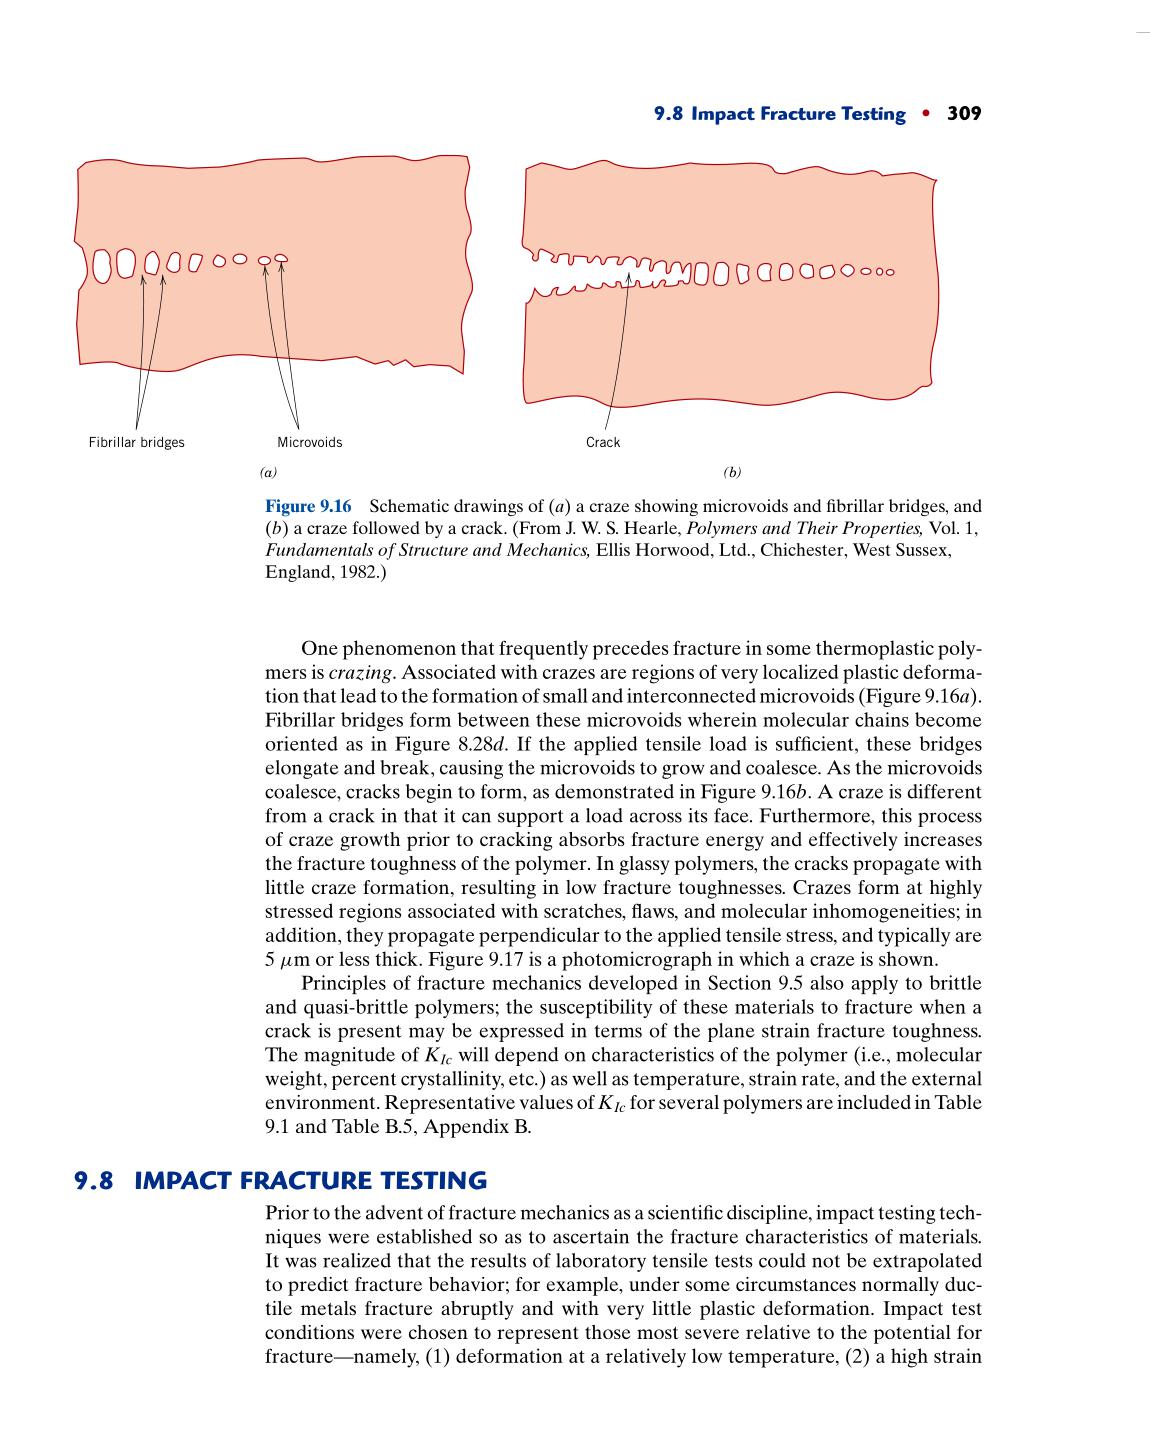 9.8 Impact Fracture Testing • 309
Fibrillar bridges
Microvoids
Crack
(a)
(b)
Figure 9.16 Schematic drawings of (a) a craze showing microvoids and fibrillar bridges, and
(b) a craze followed by a crack. (From J. W. S. Hearle, Polymers and Their Properties, Vol. 1,
Fundamentals of Structure and Mechanics, Ellis Horwood, Ltd., Chichester, West Sussex,
England, 1982.)
One phenomenon that frequently precedes fracture in some thermoplastic poly-
mers is crazing. Associated with crazes are regions of very localized plastic deforma-
tion that lead to the formation of small and interconnected microvoids (Figure 9.16a).
Fibrillar bridges form between these microvoids wherein molecular chains become
oriented as in Figure 8.28d. If the applied tensile load is sufficient, these bridges
elongate and break, causing the microvoids to grow and coalesce. As the microvoids
coalesce, cracks begin to form, as demonstrated in Figure 9.16b. A craze is different
from a crack in that it can support a load across its face. Furthermore, this process
of craze growth prior to cracking absorbs fracture energy and effectively increases
the fracture toughness of the polymer. In glassy polymers, the cracks propagate with
little craze formation, resulting in low fracture toughnesses. Crazes form at highly
stressed regions associated with scratches, flaws, and molecular inhomogeneities; in
addition, they propagate perpendicular to the applied tensile stress, and typically are
5 μm or less thick. Figure 9.17 is a photomicrograph in which a craze is shown.
Principles of fracture mechanics developed in Section 9.5 also apply to brittle
and quasi-brittle polymers; the susceptibility of these materials to fracture when a
crack is present may be expressed in terms of the plane strain fracture toughness.
The magnitude of KIc will depend on characteristics of the polymer (i.e., molecular
weight, percent crystallinity, etc.) as well as temperature, strain rate, and the external
environment. Representative values of KIc for several polymers are included in Table
9.1 and Table B.5, Appendix B.
9.8 IMPACT FRACTURE TESTING
Prior to the advent of fracture mechanics as a scientific discipline, impact testing tech-
niques were established so as to ascertain the fracture characteristics of materials.
It was realized that the results of laboratory tensile tests could not be extrapolated
to predict fracture behavior; for example, under some circumstances normally duc-
tile metals fracture abruptly and with very little plastic deformation. Impact test
conditions were chosen to represent those most severe relative to the potential for
fracture—namely, (1) deformation at a relatively low temperature, (2) a high strain